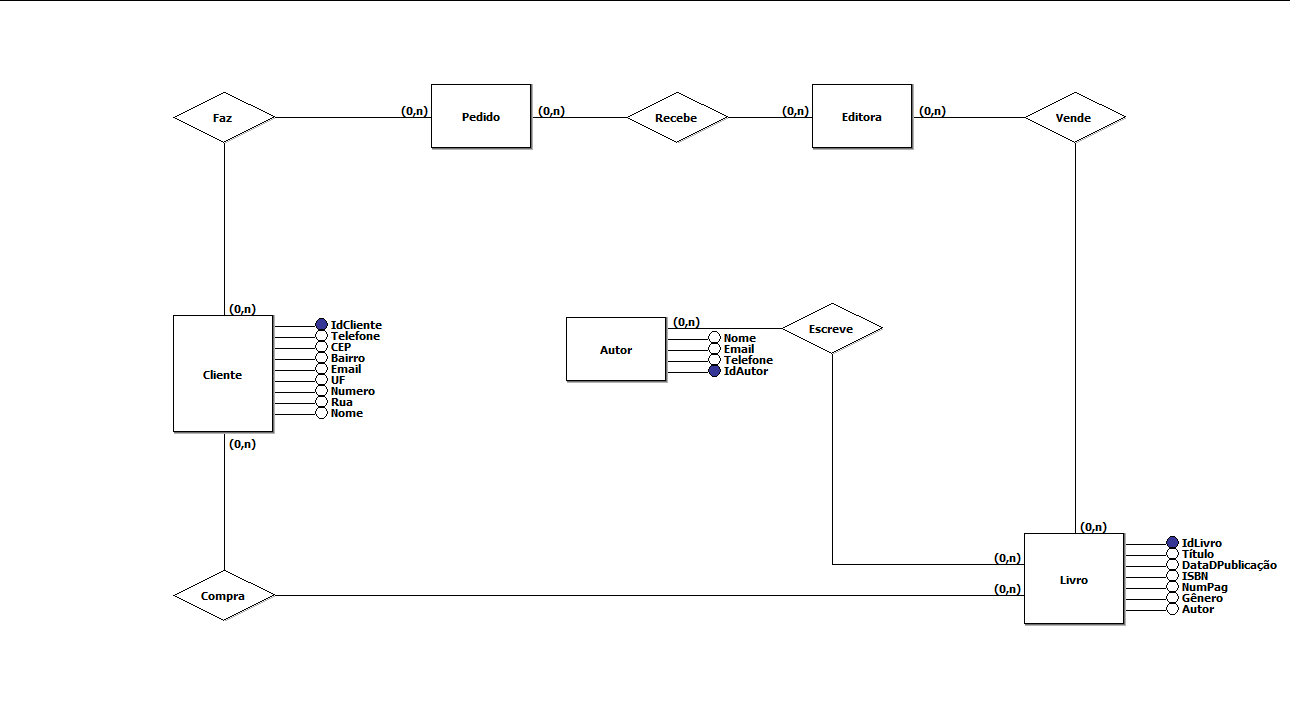 Faz
(0,n)
Pedido
(0,n)
Recebe
(0,n)
Editora
(0,n)
Vende
(0,n)
Cliente
IdCliente
Telefone
CEP
Bairro
Email
UF
Numero
Rua
Nome
(0,n)
Autor
(0,n)
Nome
Email
Telefone
IdAutor
Escreve
(0,n)
Compra
(0,n)
(0,n)
Livro
IdLivro
Título
DataDPublicação
ISBN
NumPag
Gênero
Autor